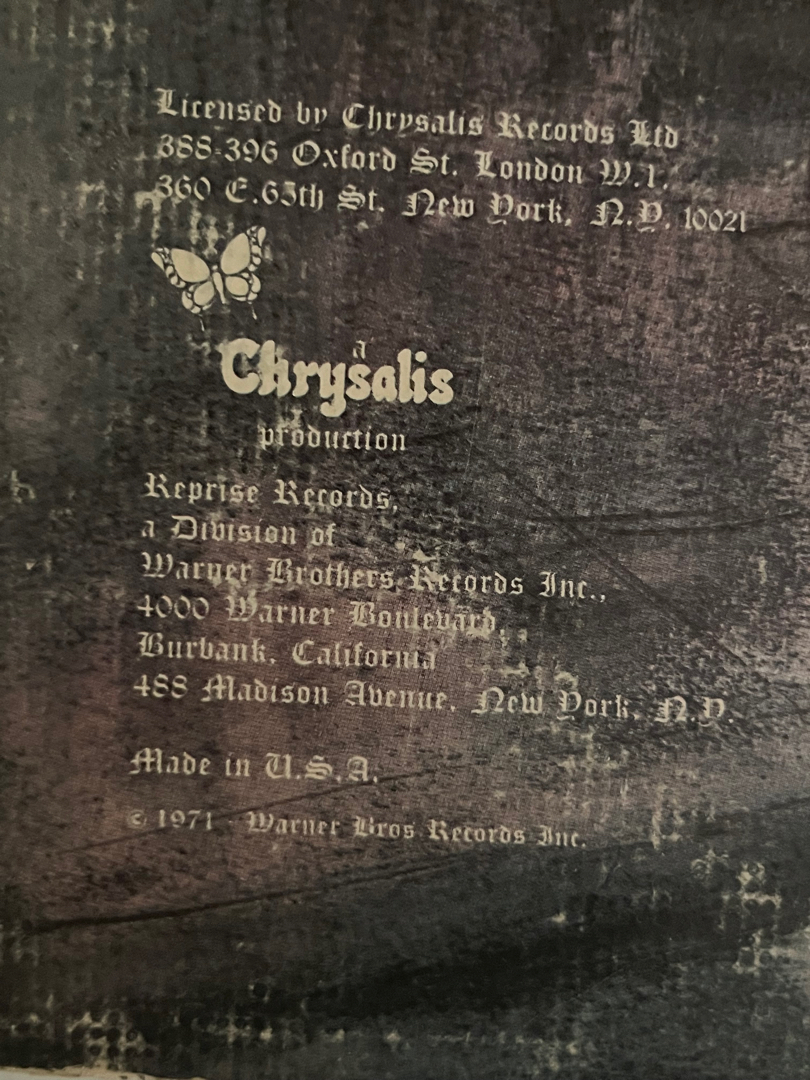 Licensed by Chrysalis Records Ltd
388-396 Oxford St. London W.1.
360 E.65th St. New York, N.Y. 10021
a
Chrysalis
production
Reprise Records,
a Division of
Warner Brothers Records Inc.,
4000 Warner Boulevard,
Burbank, California
488 Madison Avenue, New York, N.Y.
Made in U.S.A.
© 1971 · Warner Bros Records Inc.